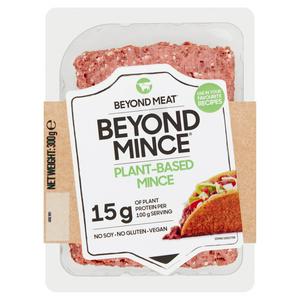 BEYOND MEAT®
USE IN YOUR
FAVOURITE
RECIPES
BEYOND
MINCE®
PLANT-BASED
MINCE
15g
OF PLANT
PROTEIN PER
100g SERVING
NO SOY • NO GLUTEN • VEGAN
NET WEIGHT: 300g ℮